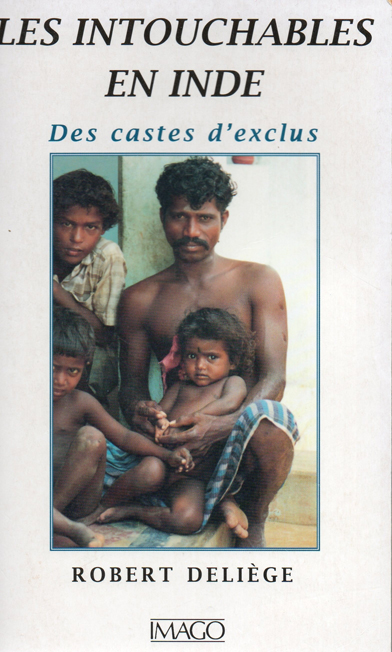 LES INTOUCHABLES
EN INDE
Des castes d'exclus
ROBERT DELIÈGE
IMAGO